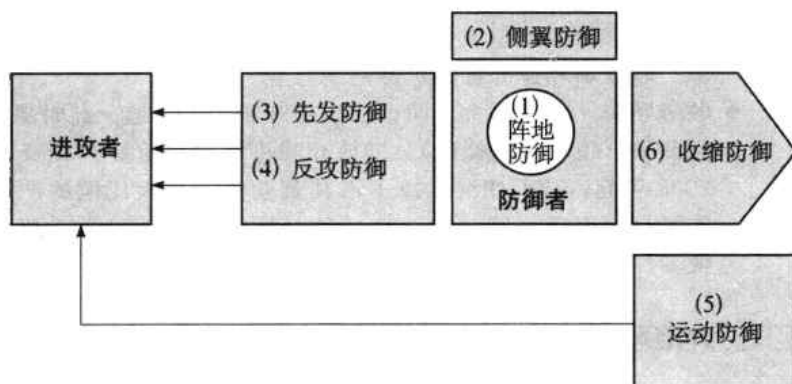 (2) 侧翼防御
进攻者
(3) 先发防御
(4) 反攻防御
(1)
阵地
防御
防御者
(6) 收缩防御
(5)
运动防御